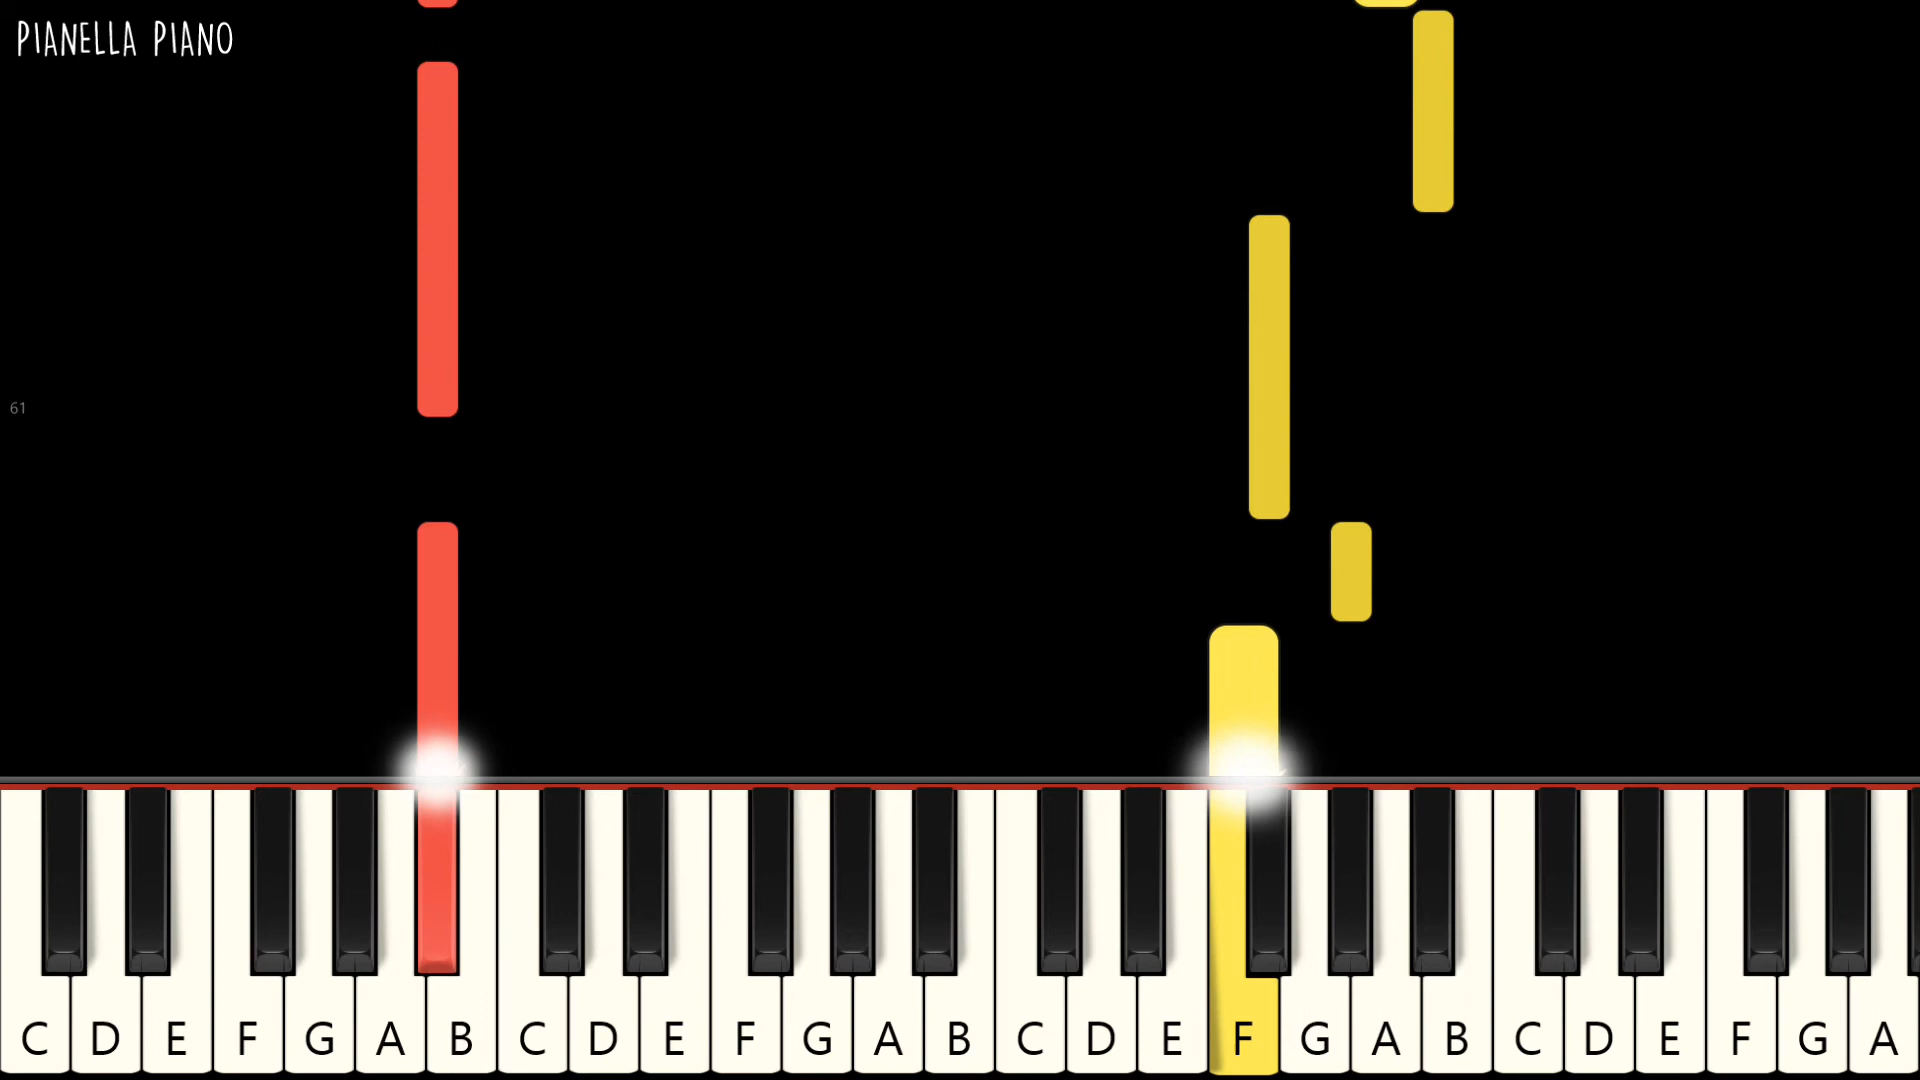 PIANELLA PIANO
61
C D E F G A B C D E F G A B C D E F G A B C D E F G A